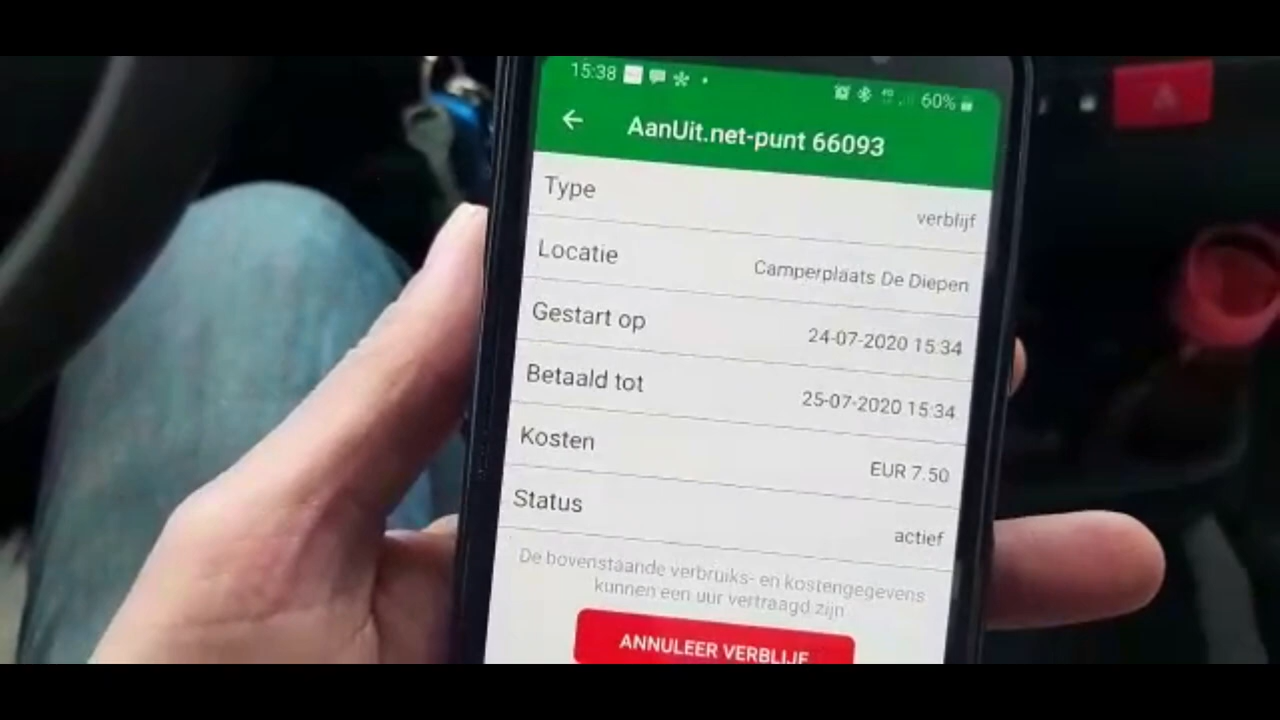 15:38 60%
AanUit.net-punt 66093
Type verblijf
Locatie Camperplaats De Diepen
Gestart op 24-07-2020 15:34
Betaald tot 25-07-2020 15:34
Kosten EUR 7.50
Status actief
De bovenstaande verbruiks- en kostengegevens
kunnen een uur vertraagd zijn
ANNULEER VERBLIJF